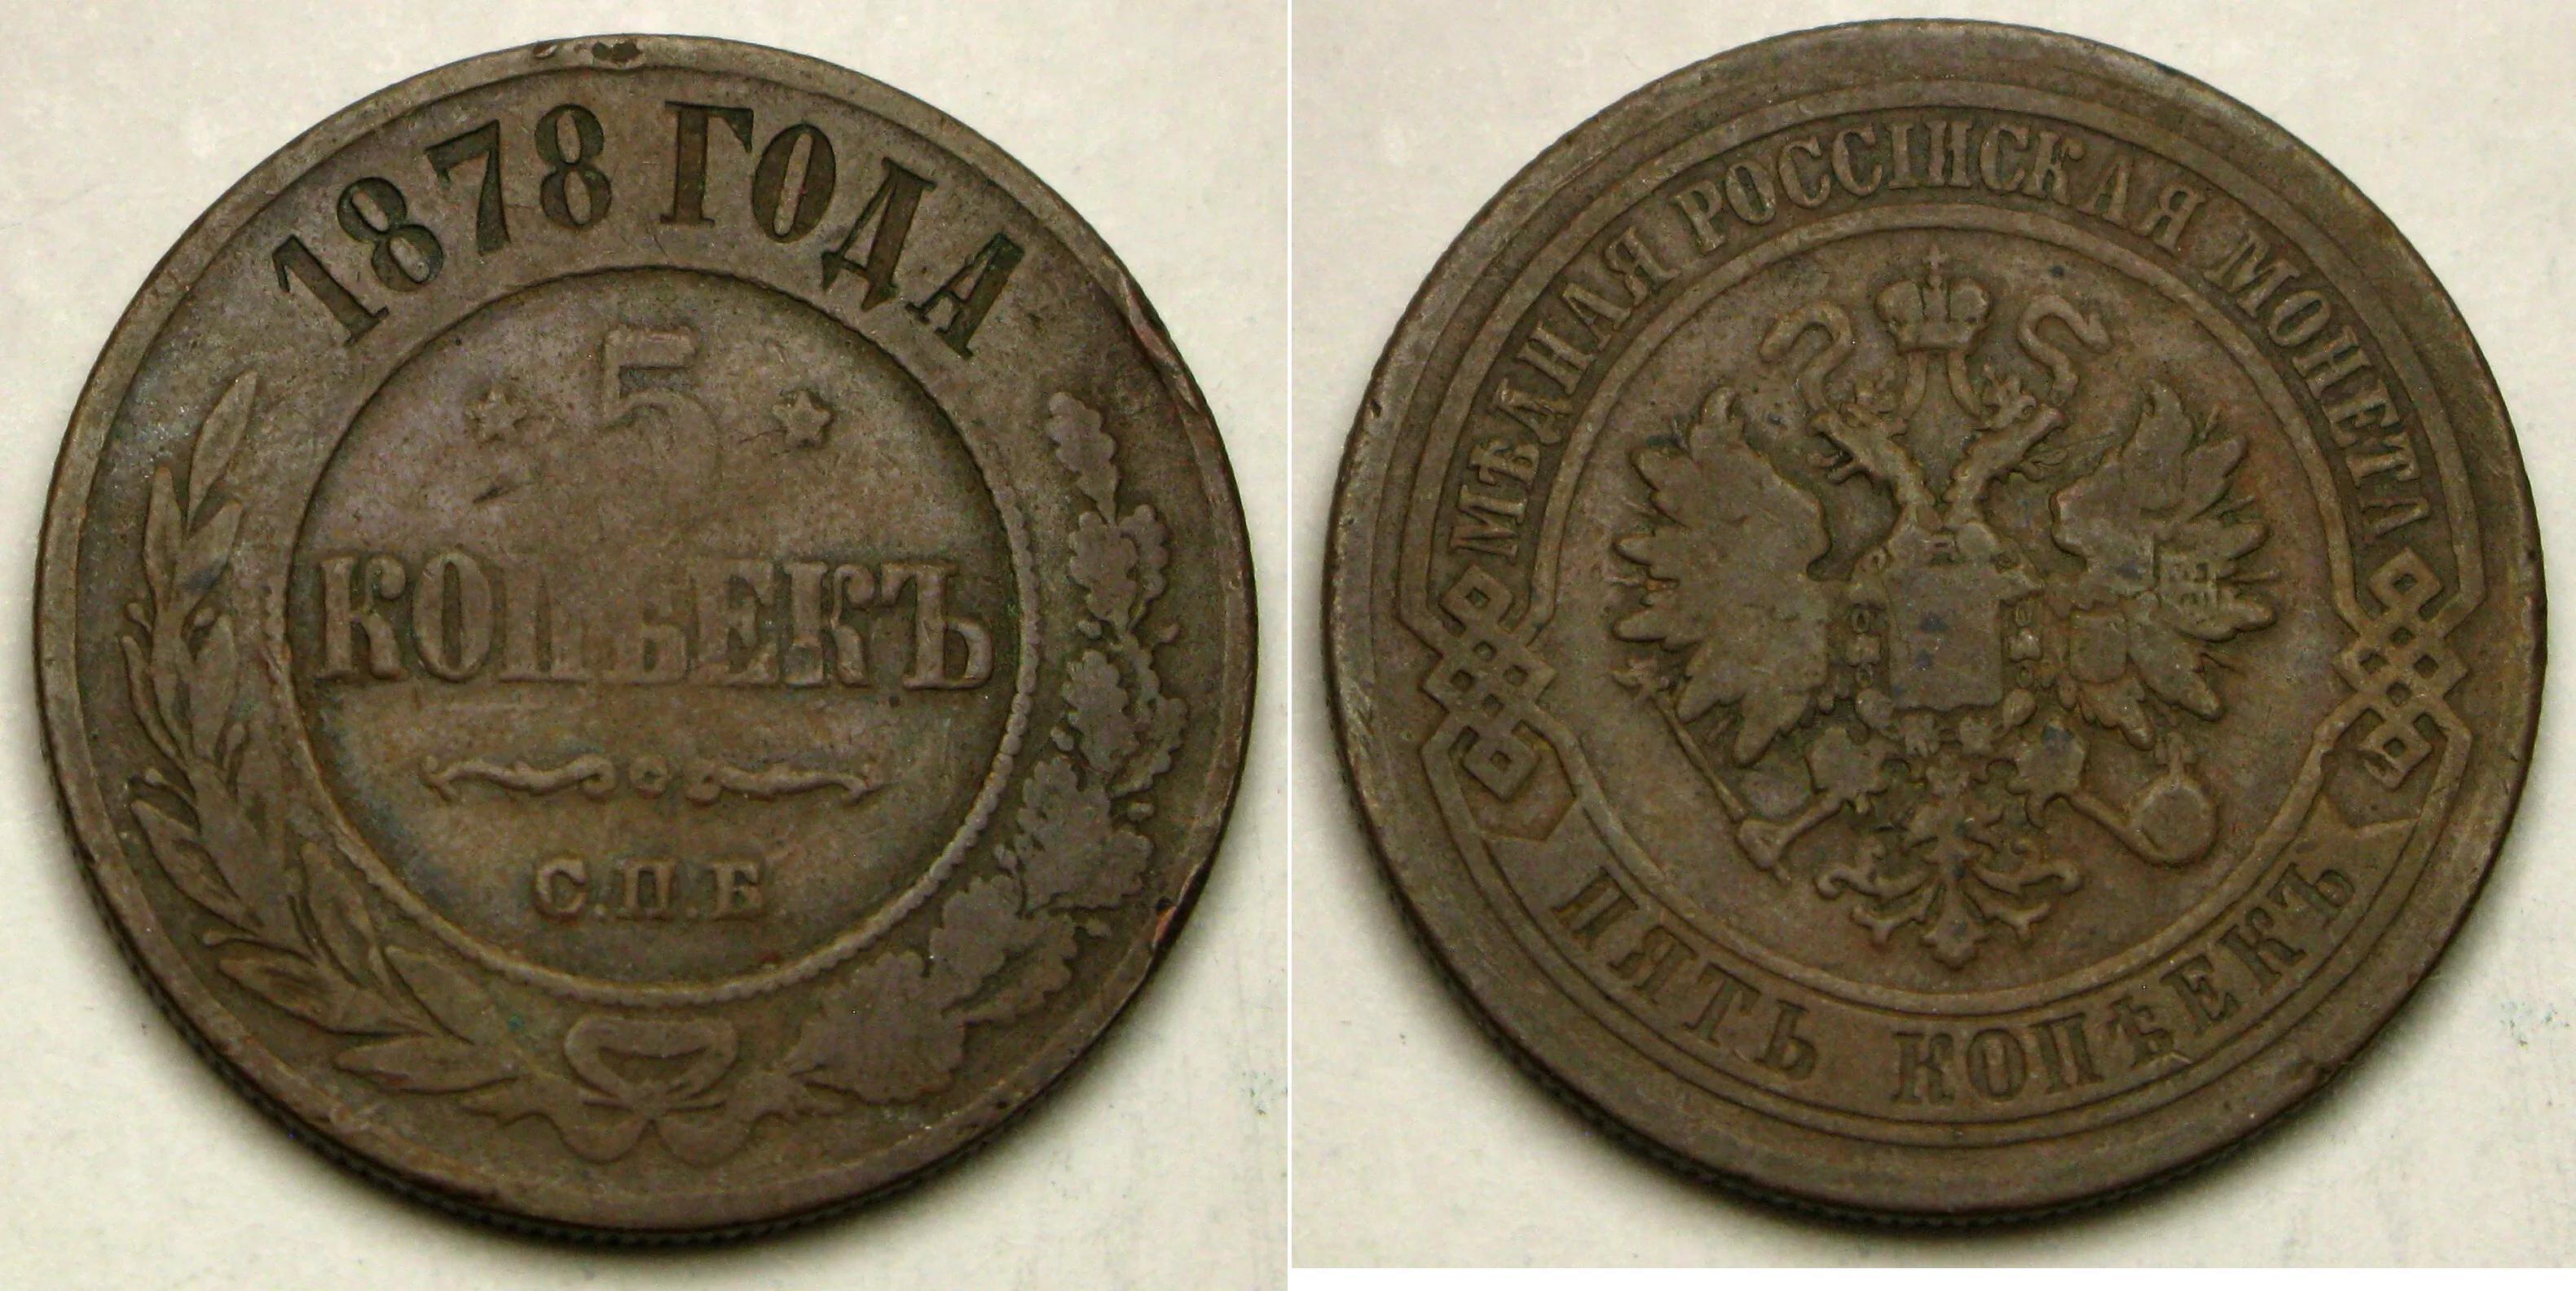 1878 ГОДА
5
КОПѢЕКЪ
С.П.Б
МѢДНАЯ РОССІЙСКАЯ МОНЕТА
ПЯТЬ КОПѢЕКЪ